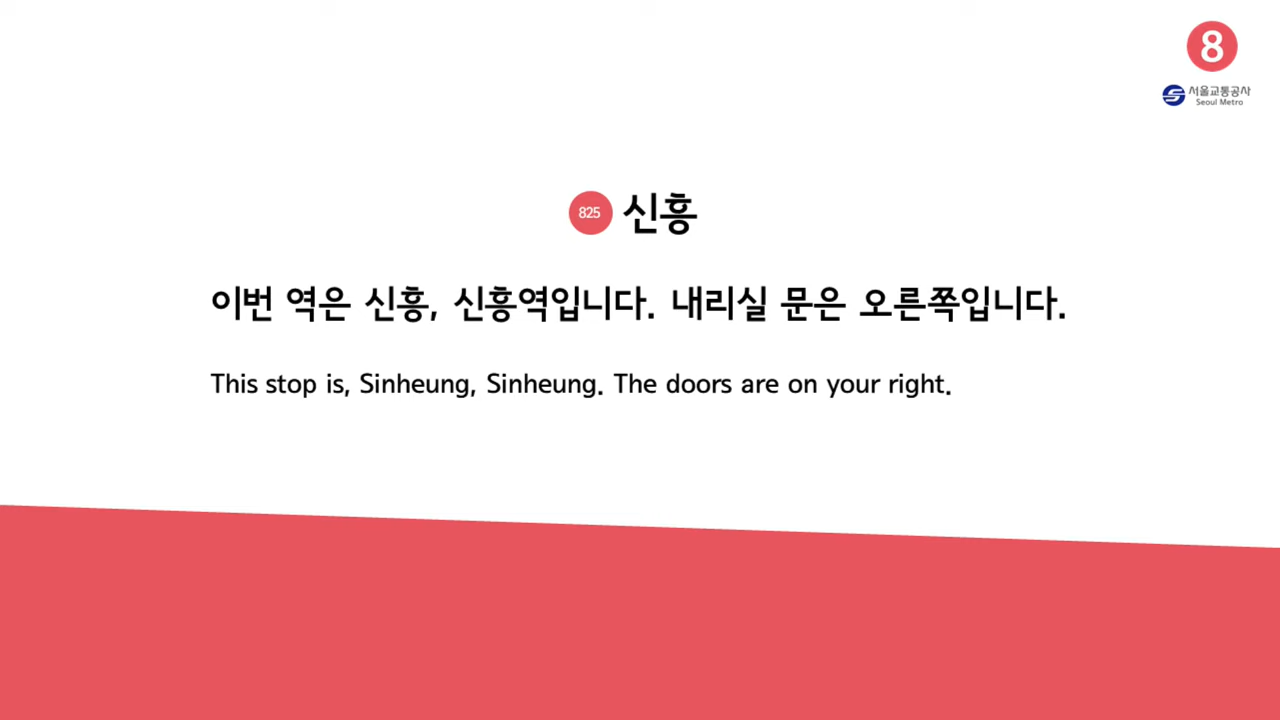 8
서울교통공사
Seoul Metro
825 신흥
이번 역은 신흥, 신흥역입니다. 내리실 문은 오른쪽입니다.
This stop is, Sinheung, Sinheung. The doors are on your right.